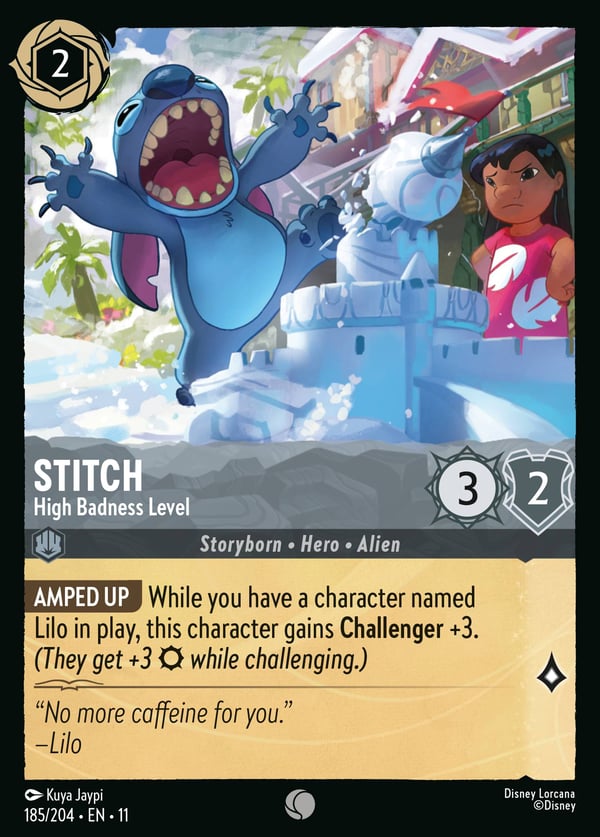 2
STITCH
High Badness Level
3
2
Storyborn • Hero • Alien
AMPED UP While you have a character named
Lilo in play, this character gains Challenger +3.
(They get +3 while challenging.)
“No more caffeine for you.”
–Lilo
Kuya Jaypi
Disney Lorcana
185/204 • EN • 11
©Disney